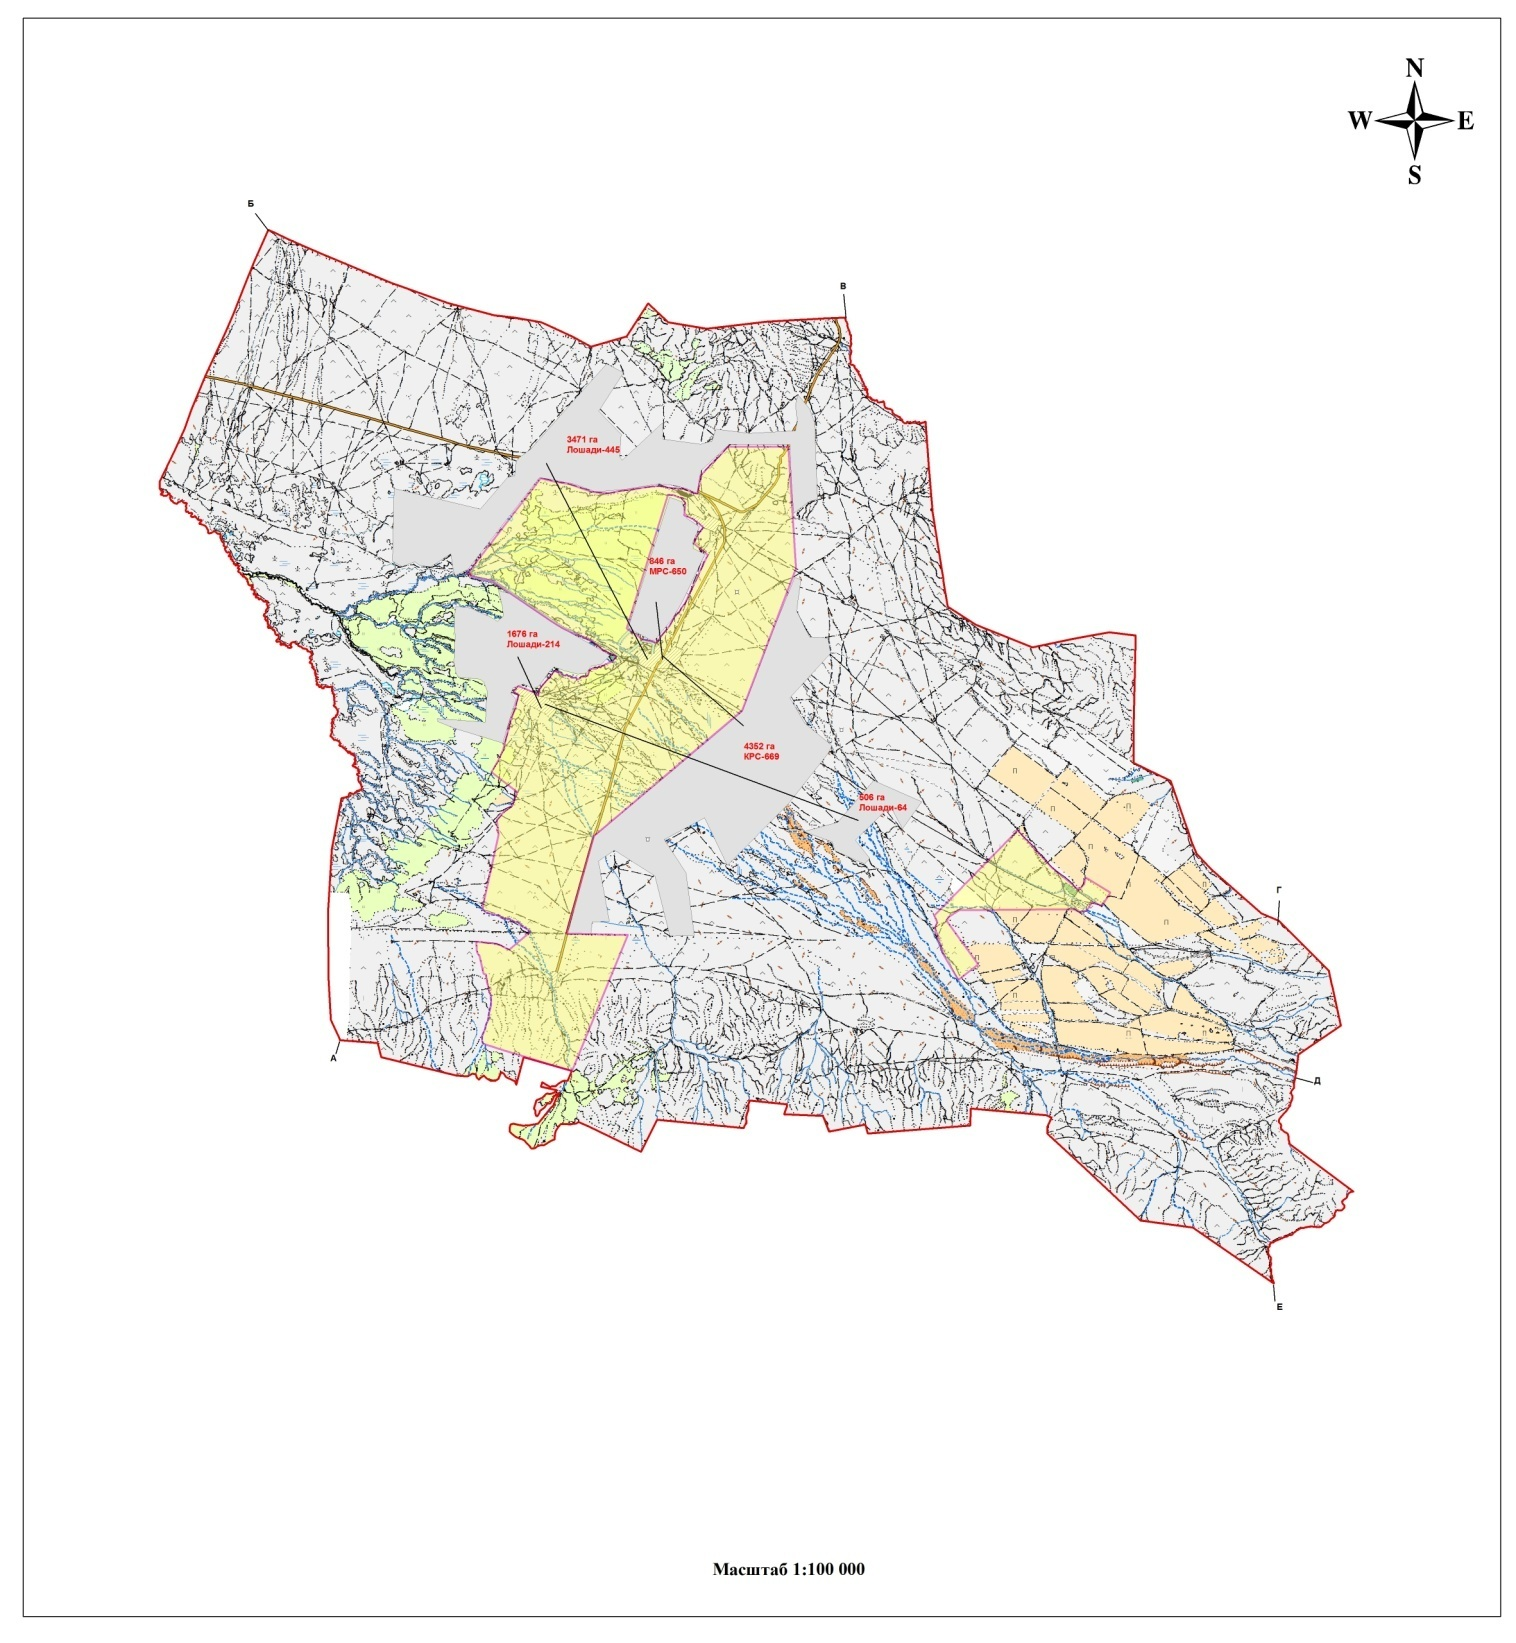 N
W E
S
Б
В
3471 га
Лошади-445
846 га
МРС-650
1676 га
Лошади-214
4352 га
КРС-669
506 га
Лошади-64
Г
А
Д
Е
Масштаб 1:100 000